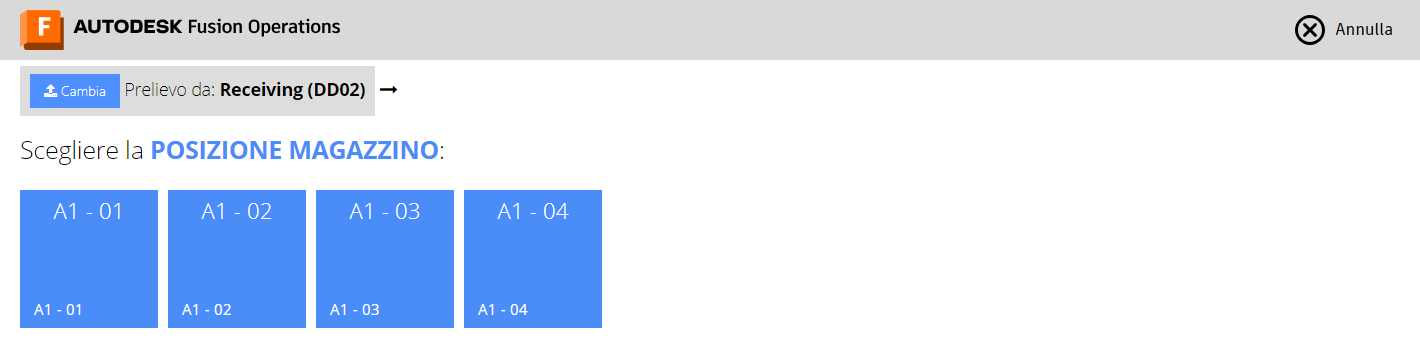 F AUTODESK Fusion Operations Annulla
Cambia Prelievo da: Receiving (DD02) →
Scegliere la POSIZIONE MAGAZZINO:
A1 - 01 A1 - 02 A1 - 03 A1 - 04
A1 - 01 A1 - 02 A1 - 03 A1 - 04